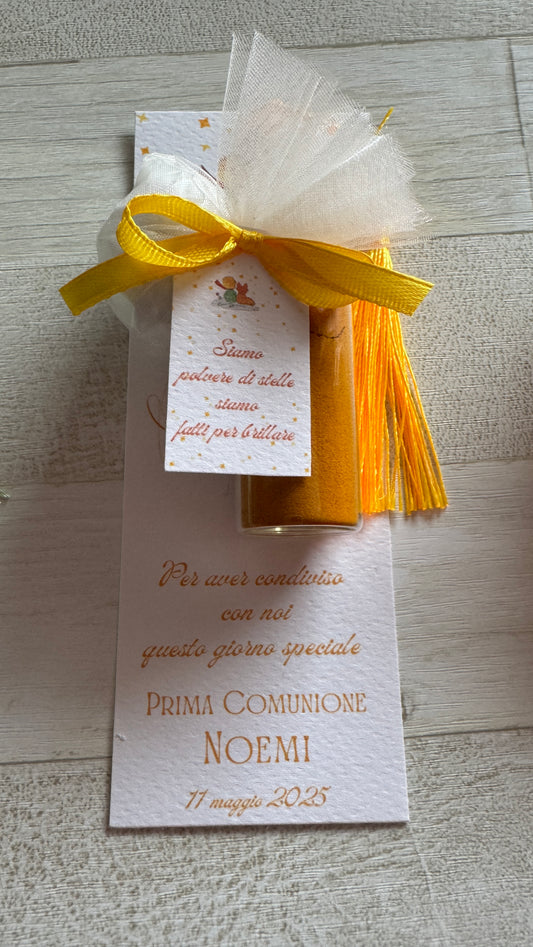 Siamo
polvere di stelle
siamo
fatti per brillare
Per aver condiviso
con noi
questo giorno speciale
PRIMA COMUNIONE
NOEMI
11 maggio 2025